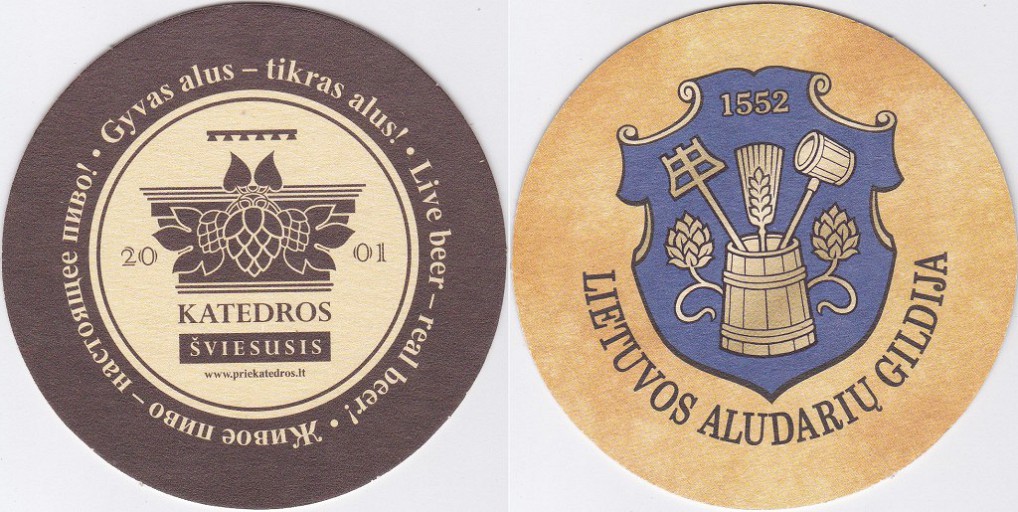 Gyvas alus – tikras alus! • Live beer – real beer! • Живое пиво – настоящее пиво! •
20 01
KATEDROS
ŠVIESUSIS
www.priekatedros.lt
1552
LIETUVOS ALUDARIŲ GILDIJA